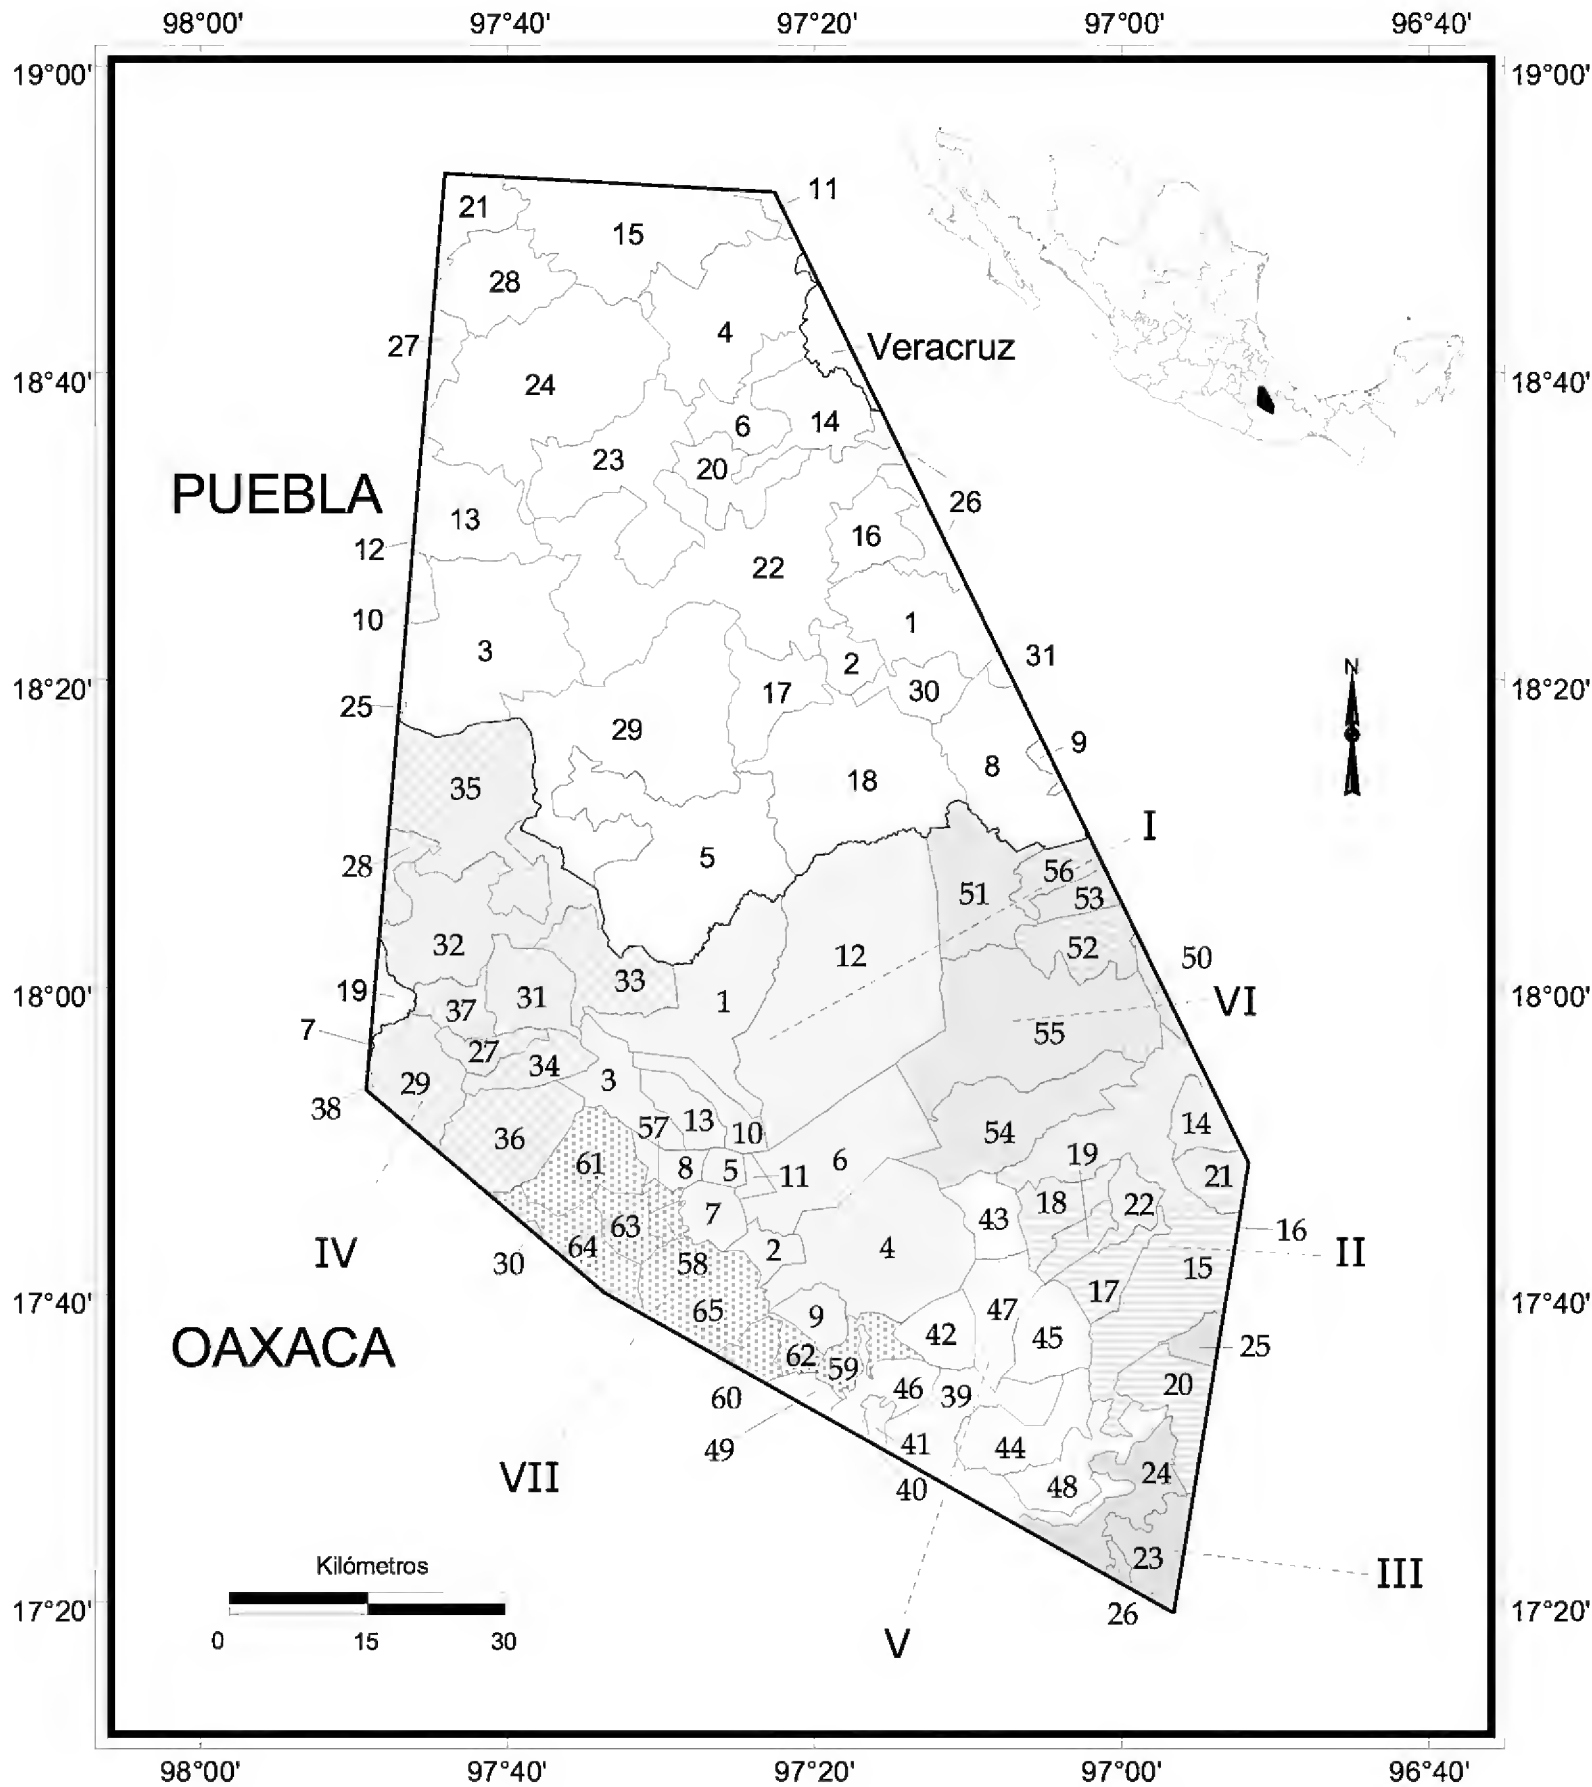 98°00' 97°40' 97°20' 97°00' 96°40'
19°00' 19°00'
11
21
15
28
4
27
Veracruz
18°40' 24 18°40'
6 14
23
20
PUEBLA
26
13
16
12
22
10
1
3
2 31
17 30
18°20' 18°20'
N
25
29
9
8
35 18
I
5
28 56
51 53
32 12 52 50
33
19 31 1 VI
18°00' 37 18°00'
7 55
27
34 3
29
38 13 14
57 10 54
36 19
61 8 5 11 6 21
18 22
7 43
63 16
IV 64 2 4 II
30 58 15
17
17°40' 65 9 47 17°40'
42 45
OAXACA 25
62 59
20
60 46 39
49 41 44
24
VII 40 48
23
Kilómetros III
17°20' 26 17°20'
0 15 30
V
98°00' 97°40' 97°20' 97°00' 96°40'